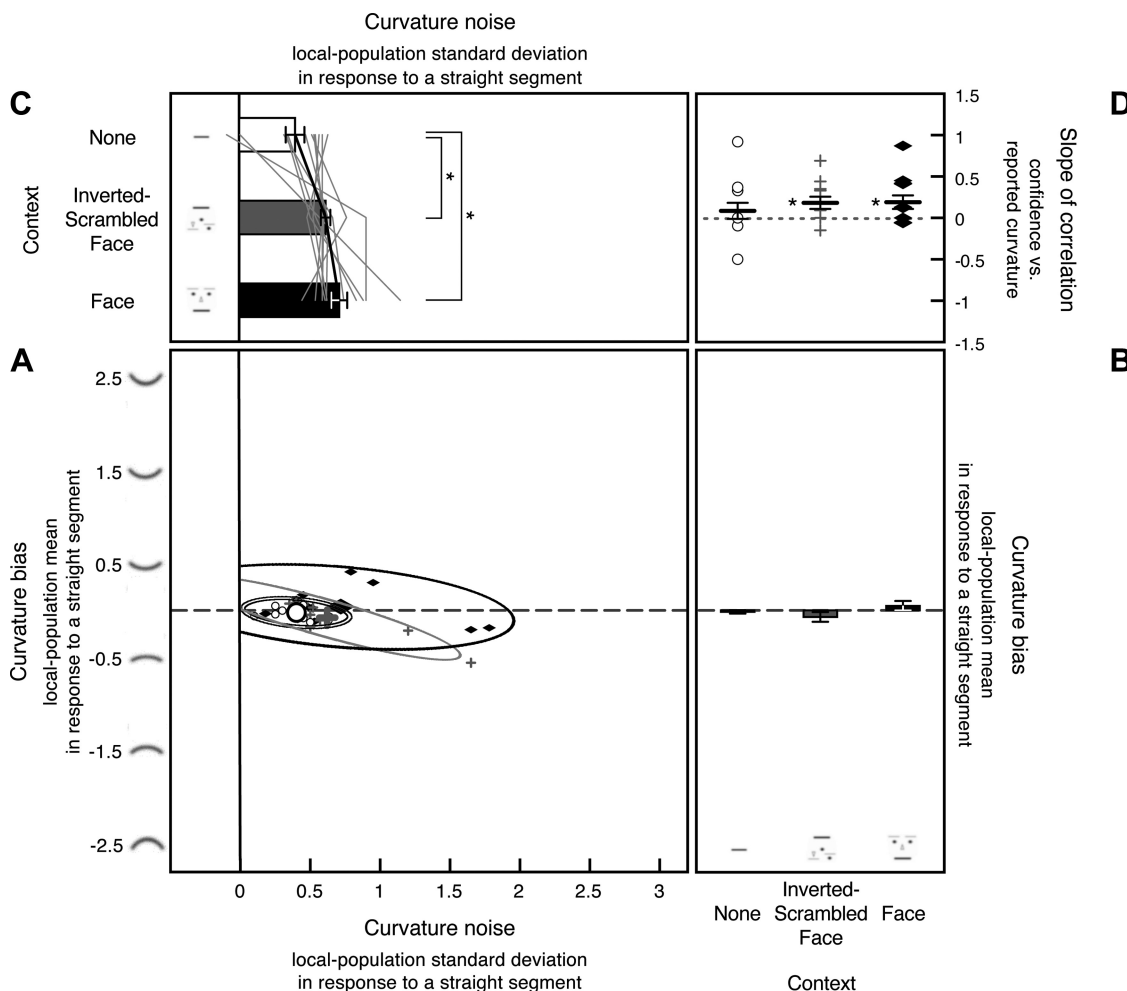 Curvature noise
local-population standard deviation
in response to a straight segment
C
D
Context
None
Inverted-
Scrambled
Face
Face
*
*
*
*
1.5
1
0.5
0
-0.5
-1
-1.5
Slope of correlation
confidence vs.
reported curvature
A
B
Curvature bias
local-population mean
in response to a straight segment
2.5
1.5
0.5
-0.5
-1.5
-2.5
Curvature bias
local-population mean
in response to a straight segment
0
0.5
1
1.5
2
2.5
3
Curvature noise
local-population standard deviation
in response to a straight segment
None
Inverted-
Scrambled
Face
Face
Context